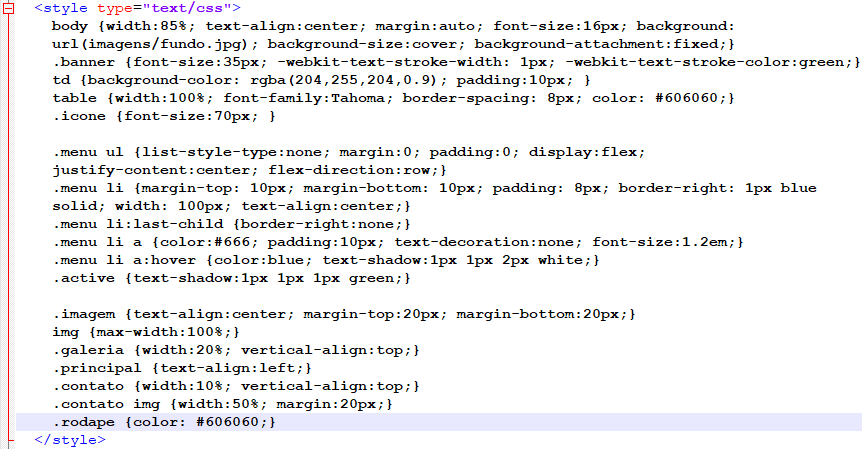 <style type="text/css">
body {width:85%; text-align:center; margin:auto; font-size:16px; background:
url(imagens/fundo.jpg); background-size:cover; background-attachment:fixed;}
.banner {font-size:35px; -webkit-text-stroke-width: 1px; -webkit-text-stroke-color:green;}
td {background-color: rgba(204,255,204,0.9); padding:10px; }
table {width:100%; font-family:Tahoma; border-spacing: 8px; color: #606060;}
.icone {font-size:70px; }
.menu ul {list-style-type:none; margin:0; padding:0; display:flex;
justify-content:center; flex-direction:row;}
.menu li {margin-top: 10px; margin-bottom: 10px; padding: 8px; border-right: 1px blue
solid; width: 100px; text-align:center;}
.menu li:last-child {border-right:none;}
.menu li a {color:#666; padding:10px; text-decoration:none; font-size:1.2em;}
.menu li a:hover {color:blue; text-shadow:1px 1px 2px white;}
.active {text-shadow:1px 1px 1px green;}
.imagem {text-align:center; margin-top:20px; margin-bottom:20px;}
img {max-width:100%;}
.galeria {width:20%; vertical-align:top;}
.principal {text-align:left;}
.contato {width:10%; vertical-align:top;}
.contato img {width:50%; margin:20px;}
.rodape {color: #606060;}
</style>